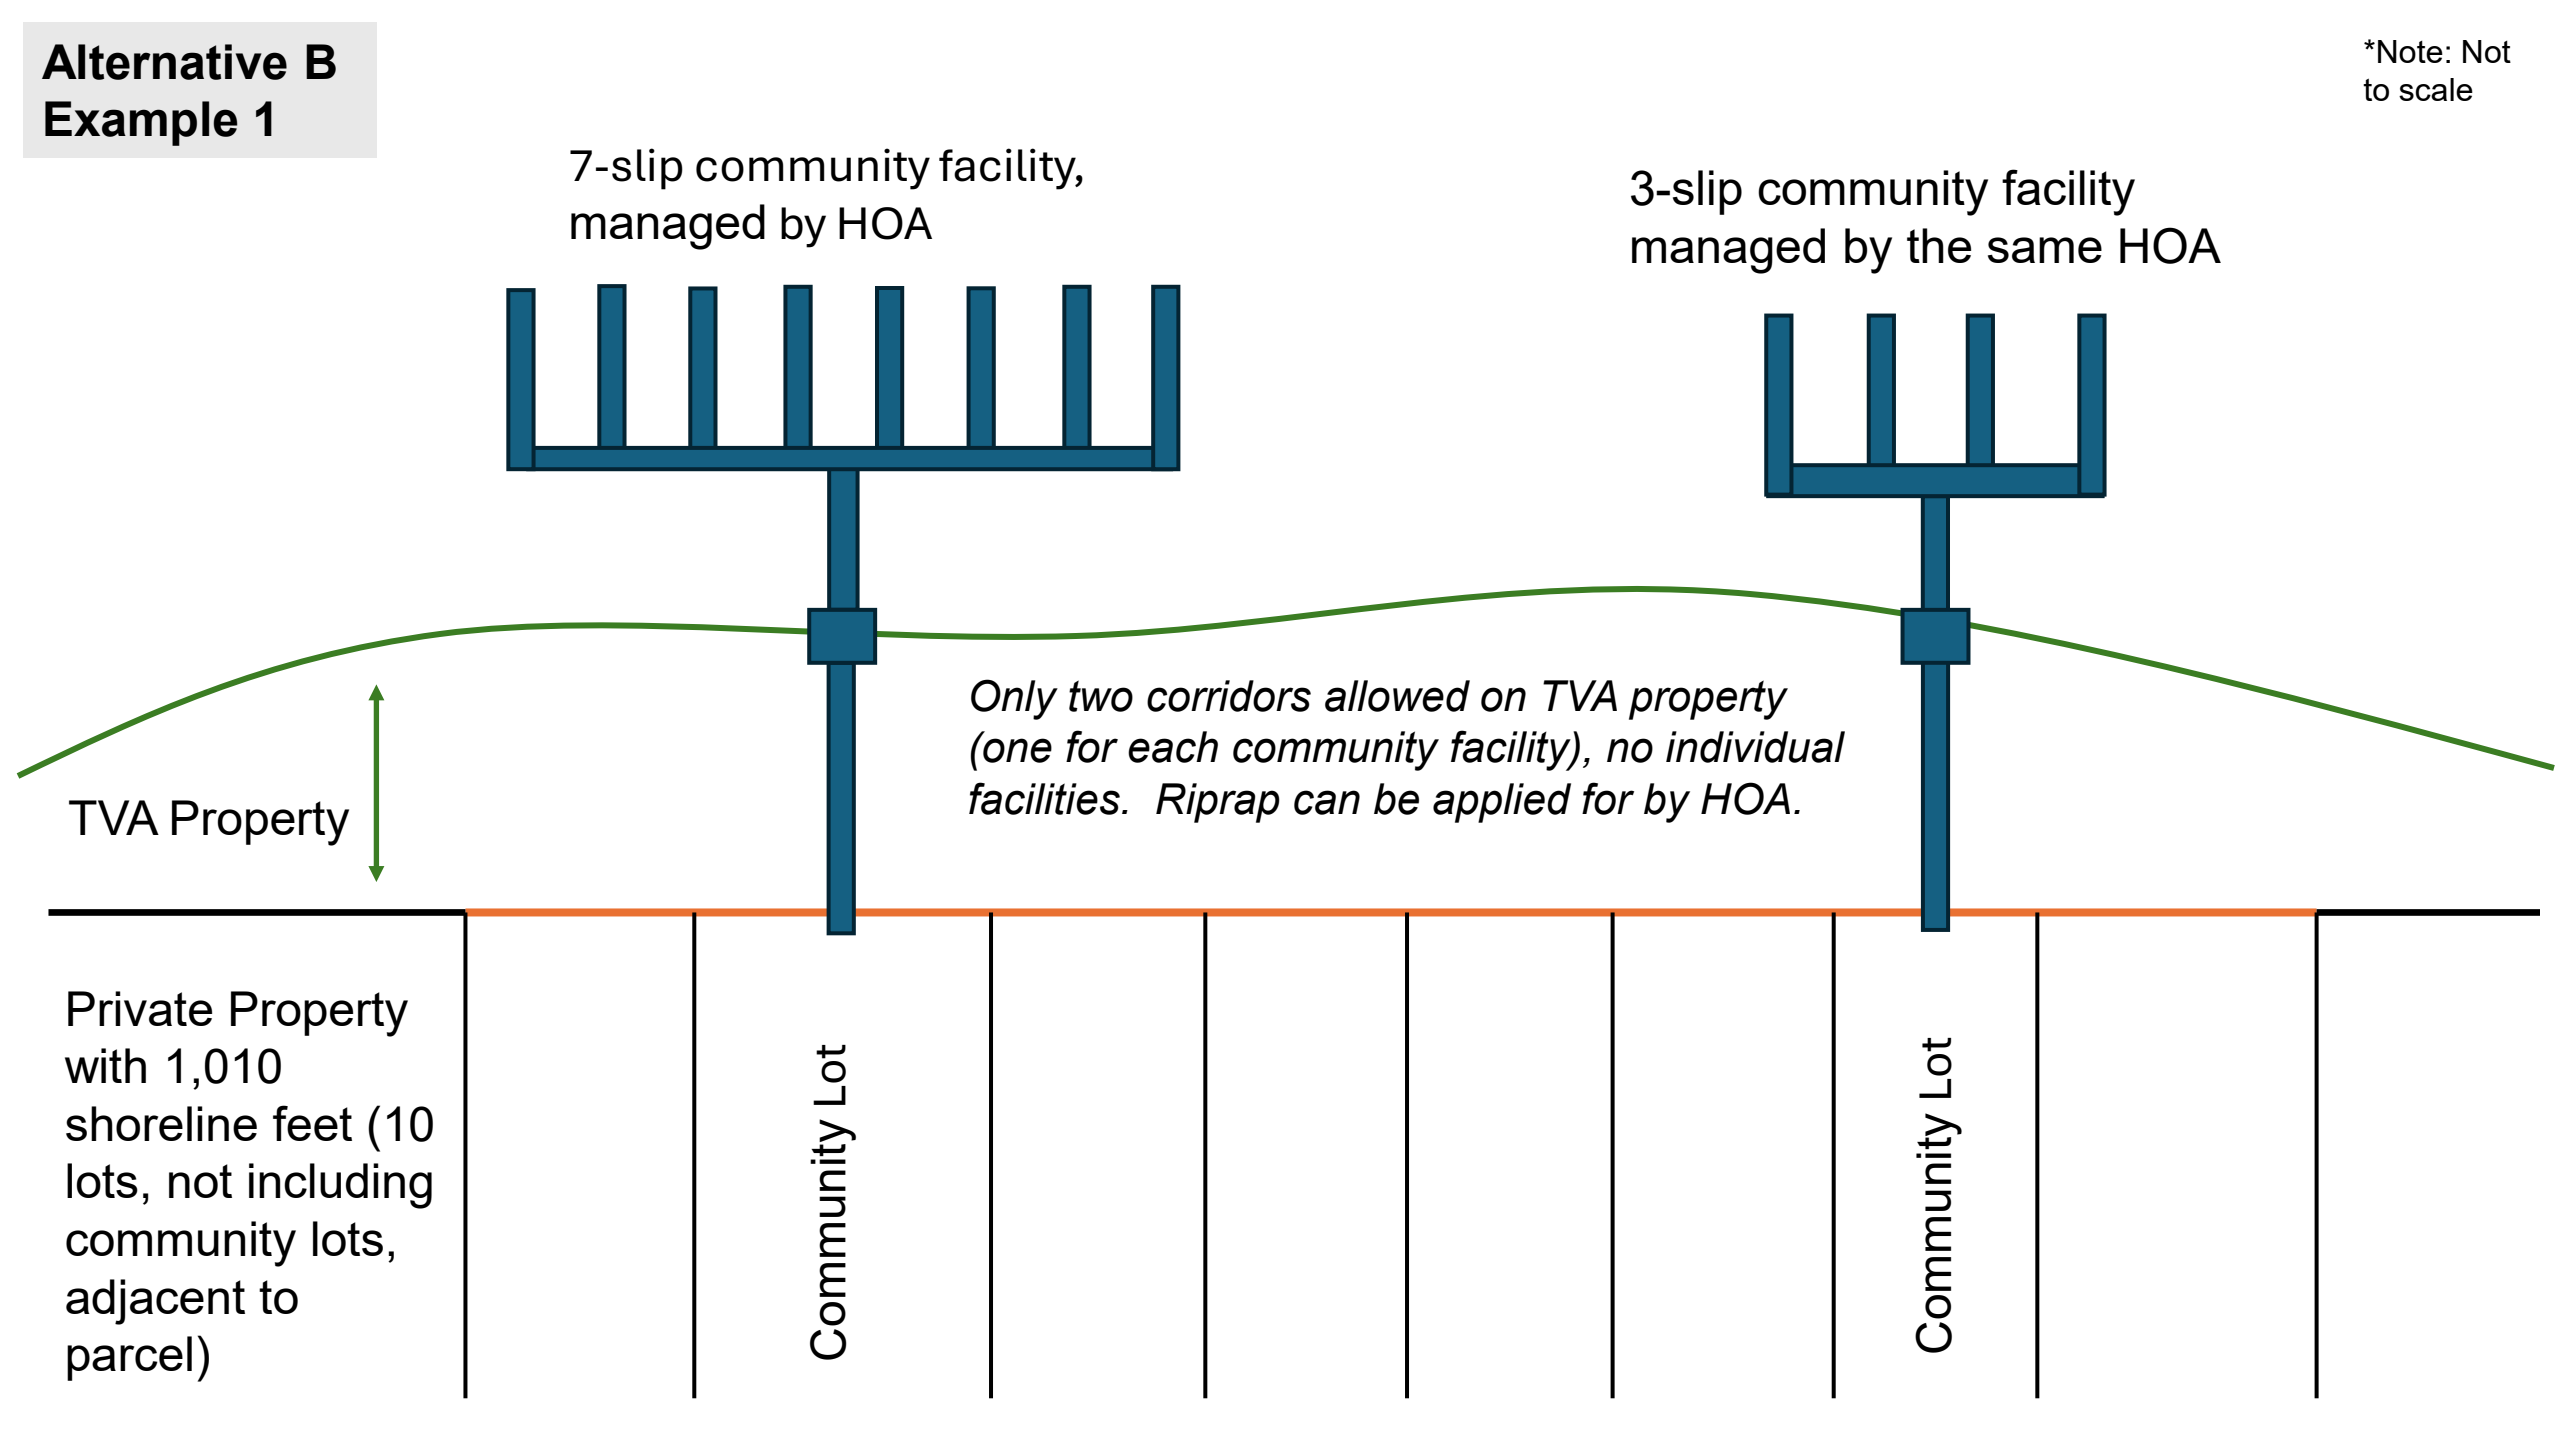 Alternative B
Example 1
*Note: Not
to scale
7-slip community facility,
managed by HOA
3-slip community facility
managed by the same HOA
Only two corridors allowed on TVA property
(one for each community facility), no individual
facilities.  Riprap can be applied for by HOA.
TVA Property
Private Property
with 1,010
shoreline feet (10
lots, not including
community lots,
adjacent to
parcel)
Community Lot
Community Lot